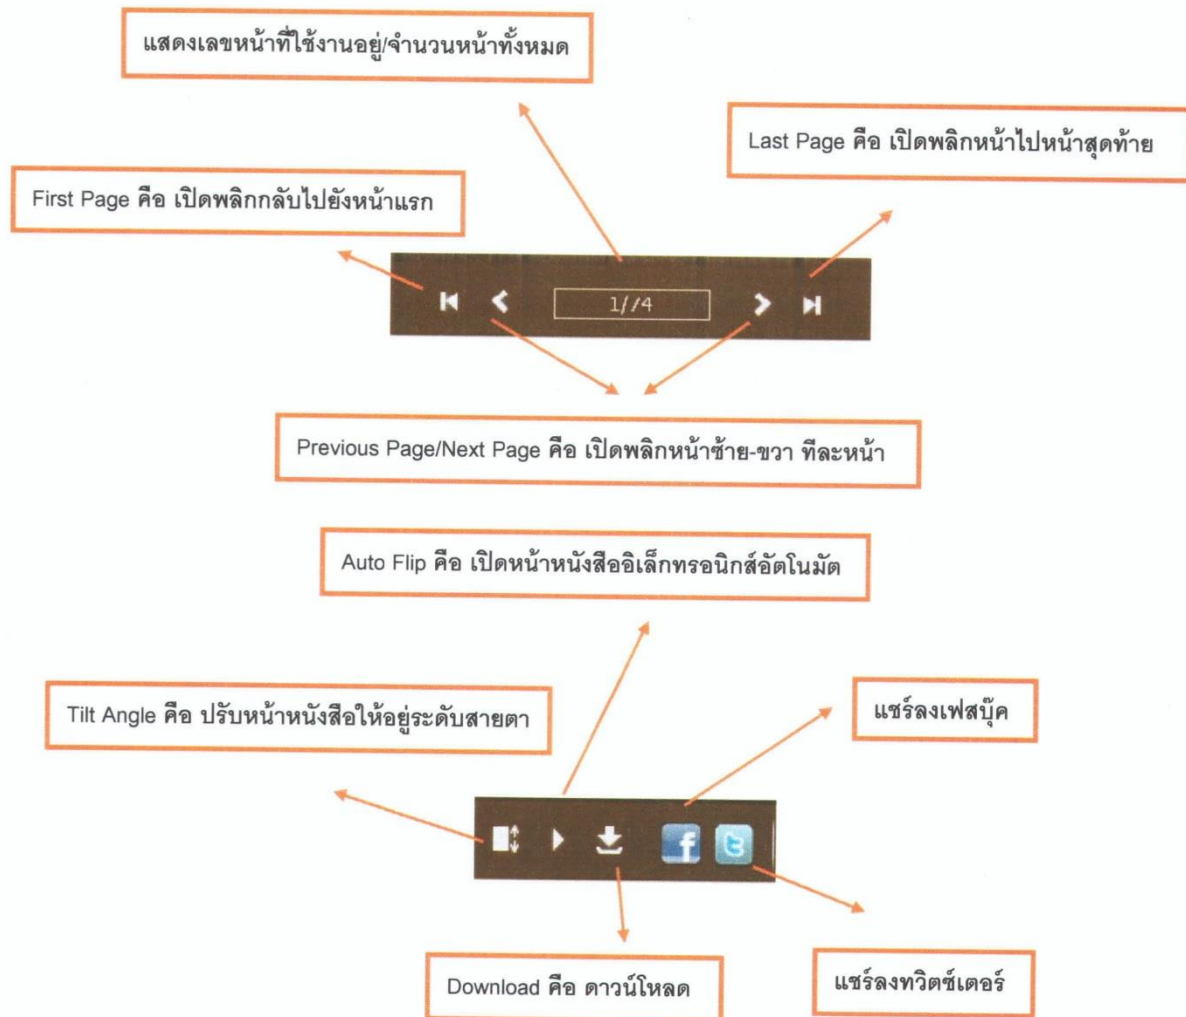 แสดงเลขหน้าที่ใช้งานอยู่/จำนวนหน้าทั้งหมด
Last Page คือ เปิดพลิกหน้าไปหน้าสุดท้าย
First Page คือ เปิดพลิกกลับไปยังหน้าแรก
1//4
Previous Page/Next Page คือ เปิดพลิกหน้าซ้าย-ขวา ทีละหน้า
Auto Flip คือ เปิดหน้าหนังสืออิเล็กทรอนิกส์อัตโนมัต
Tilt Angle คือ ปรับหน้าหนังสือให้อยู่ระดับสายตา
แชร์ลงเฟสบุ๊ค
f t
Download คือ ดาวน์โหลด
แชร์ลงทวิตซ์เตอร์